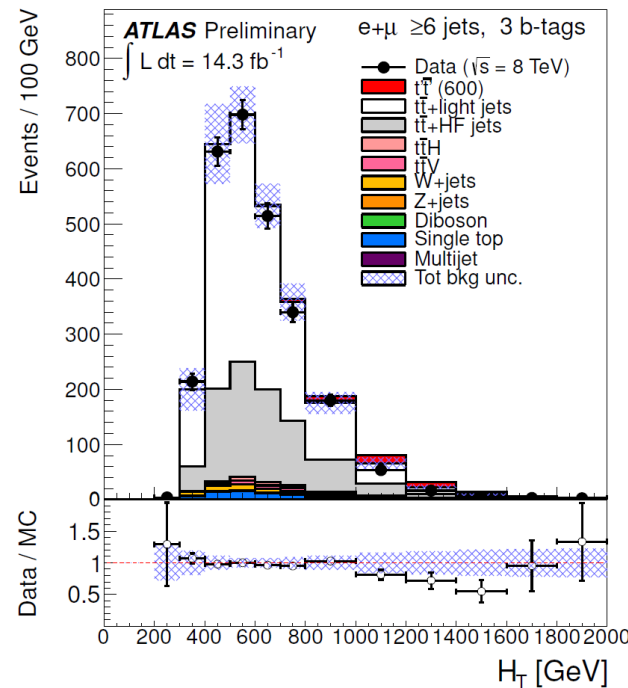 ATLAS Preliminary
∫ L dt = 14.3 fb⁻¹
e+μ ≥6 jets, 3 b-tags
Data (√s = 8 TeV)
tt̄ (600)
tt̄+light jets
tt̄+HF jets
tt̄H
tt̄V
W+jets
Z+jets
Diboson
Single top
Multijet
Tot bkg unc.
Events / 100 GeV
800
700
600
500
400
300
200
100
0
Data / MC
1.5
1
0.5
0 200 400 600 800 1000 1200 1400 1600 1800 2000
H_T [GeV]